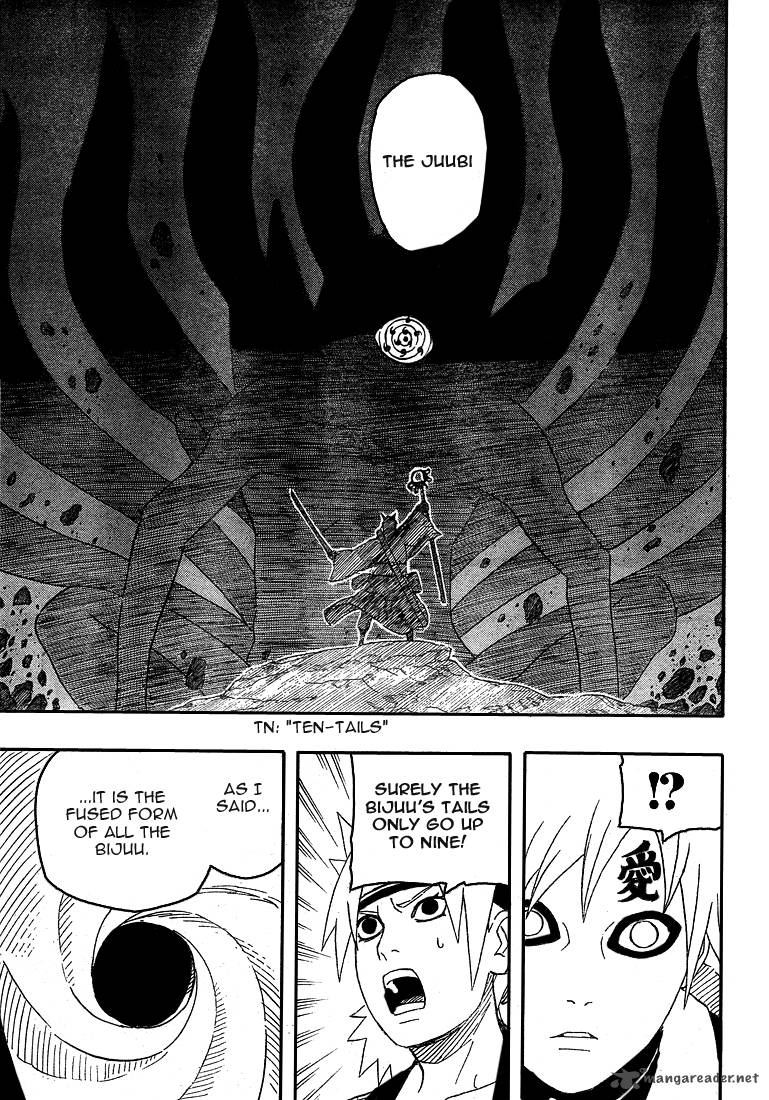 THE JUUBI
TN: "TEN-TAILS"
!?
愛
SURELY THE
BIJUU'S TAILS
ONLY GO UP
TO NINE!
AS I
SAID...
...IT IS THE
FUSED FORM
OF ALL THE
BIJUU.
mangareader.net